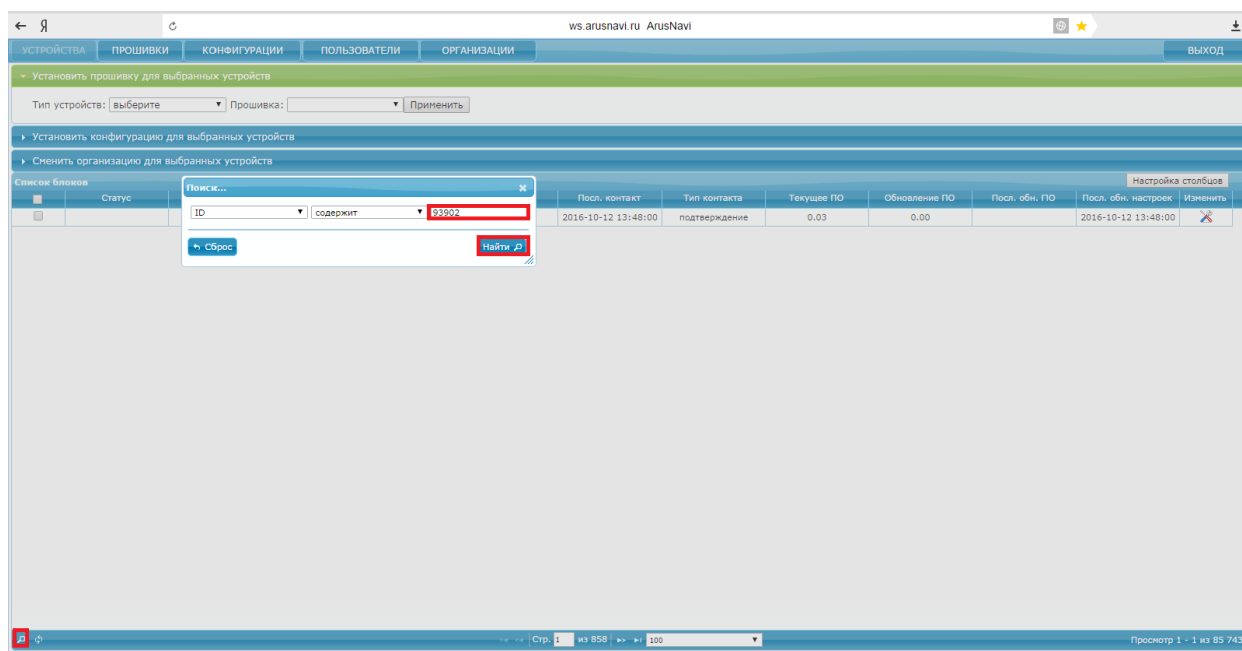 Я ws.arusnavi.ru ArusNavi
УСТРОЙСТВА ПРОШИВКИ КОНФИГУРАЦИИ ПОЛЬЗОВАТЕЛИ ОРГАНИЗАЦИИ ВЫХОД
Установить прошивку для выбранных устройств
Тип устройств: выберите Прошивка: Применить
Установить конфигурацию для выбранных устройств
Сменить организацию для выбранных устройств
Список блоков Настройка столбцов
Статус Посл. контакт Тип контакта Текущее ПО Обновление ПО Посл. обн. ПО Посл. обн. настроек Изменить
2016-10-12 13:48:00 подтверждение 0.03 0.00 2016-10-12 13:48:00
Поиск...
ID содержит 93902
Сброс Найти
Стр. 1 из 858 100 Просмотр 1 - 1 из 85 743